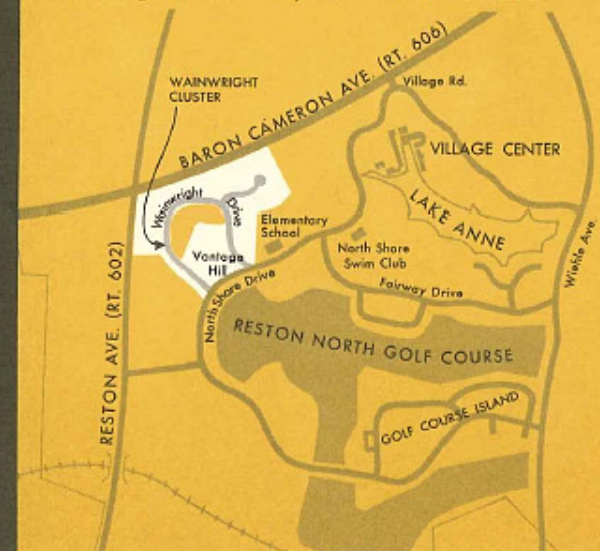 WAINWRIGHT
CLUSTER
BARON CAMERON AVE. (RT. 606)
Village Rd.
VILLAGE CENTER
LAKE ANNE
Wainwright Drive
Elementary
School
Vantage
Hill
North Shore
Swim Club
Wiehle Ave.
Fairway Drive
North Shore Drive
RESTON AVE. (RT. 602)
RESTON NORTH GOLF COURSE
GOLF COURSE ISLAND